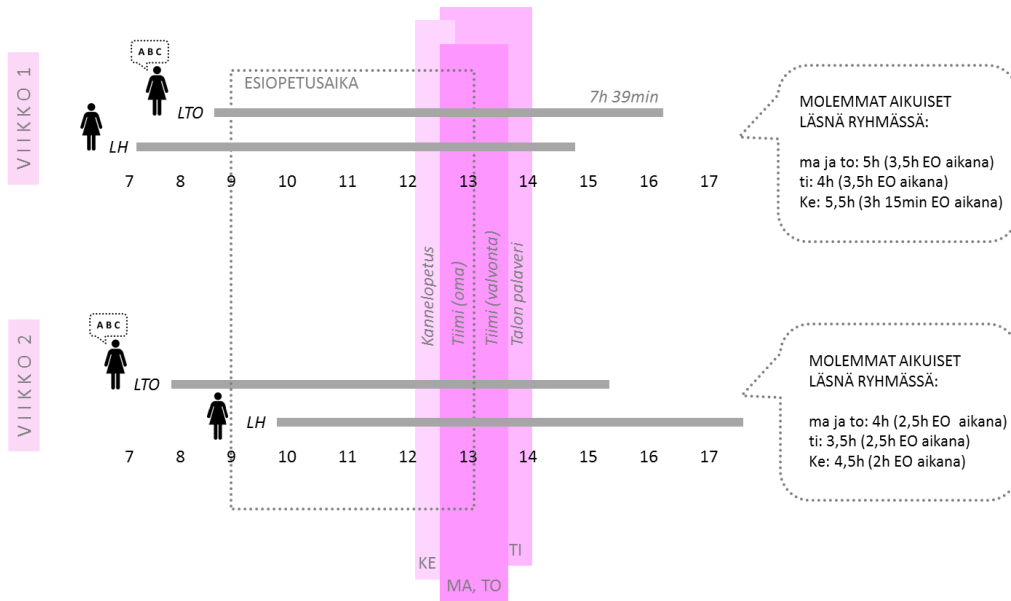 VIIKKO 1
ABC
ESIOPETUSAIKA
LTO
7h 39min
LH
7 8 9 10 11 12 13 14 15 16 17
MOLEMMAT AIKUISET
LÄSNÄ RYHMÄSSÄ:
ma ja to: 5h (3,5h EO aikana)
ti: 4h (3,5h EO aikana)
Ke: 5,5h (3h 15min EO aikana)
Kannelopetus
Tiimi (oma)
Tiimi (valvonta)
Talon palaveri
VIIKKO 2
ABC
LTO
LH
7 8 9 10 11 12 13 14 15 16 17
MOLEMMAT AIKUISET
LÄSNÄ RYHMÄSSÄ:
ma ja to: 4h (2,5h EO aikana)
ti: 3,5h (2,5h EO aikana)
Ke: 4,5h (2h EO aikana)
KE
TI
MA, TO